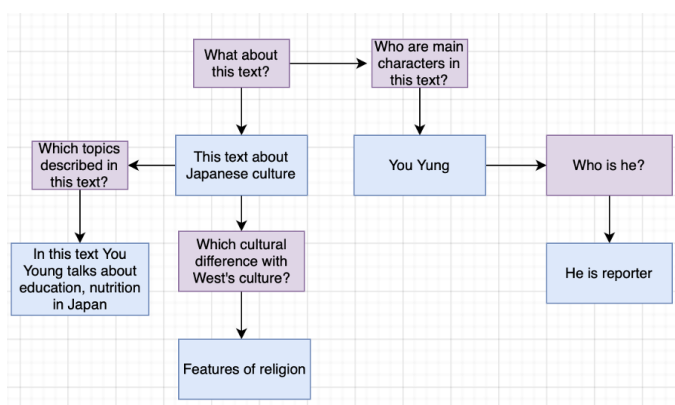 What about
this text?
Who are main
characters in
this text?
Which topics
described in
this text?
This text about
Japanese culture
You Yung
Who is he?
In this text You
Young talks about
education, nutrition
in Japan
Which cultural
difference with
West's culture?
He is reporter
Features of religion